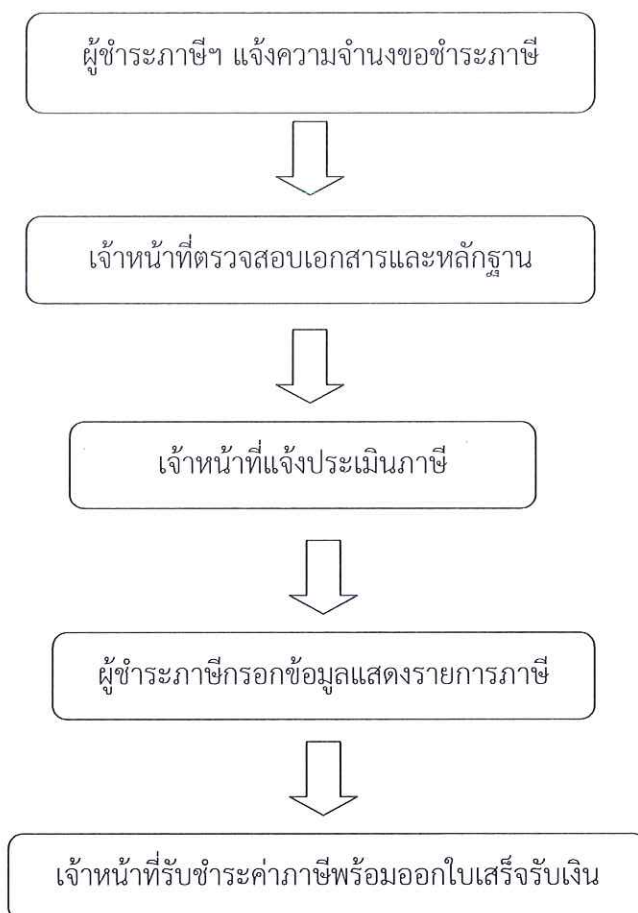 ผู้ชำระภาษีฯ แจ้งความจำนงขอชำระภาษี
เจ้าหน้าที่ตรวจสอบเอกสารและหลักฐาน
เจ้าหน้าที่แจ้งประเมินภาษี
ผู้ชำระภาษีกรอกข้อมูลแสดงรายการภาษี
เจ้าหน้าที่รับชำระค่าภาษีพร้อมออกใบเสร็จรับเงิน